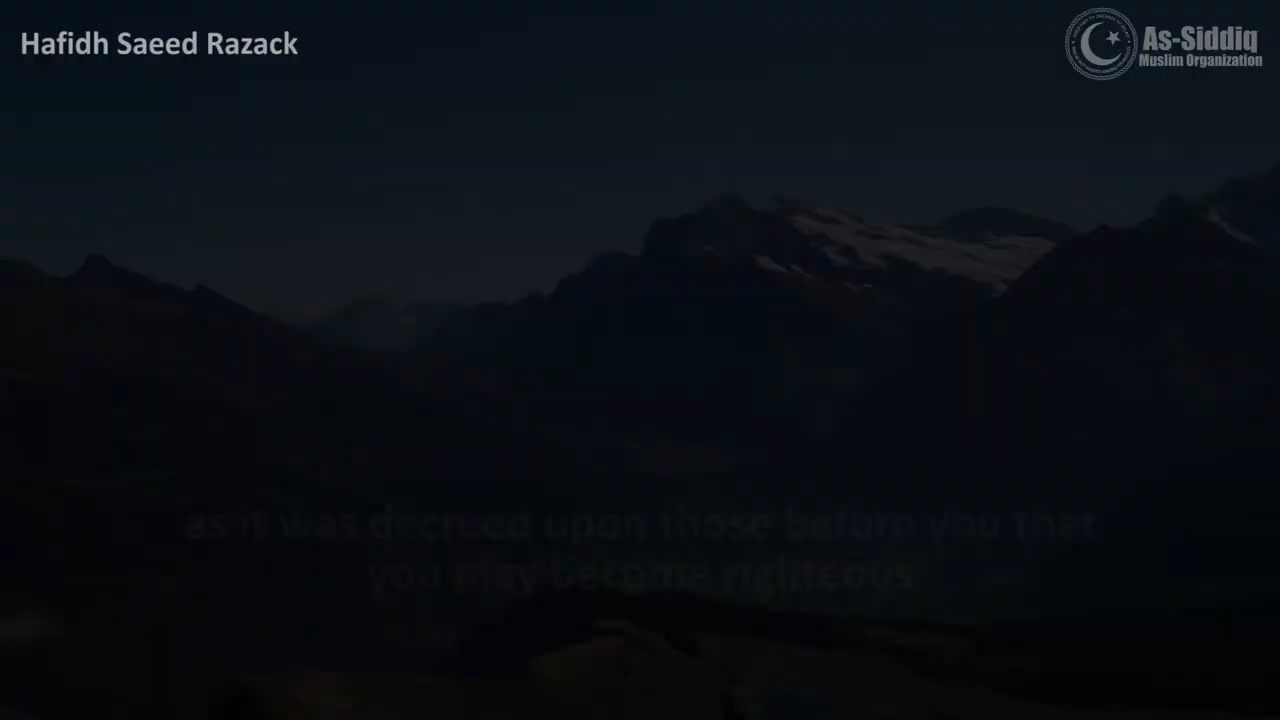 Hafidh Saeed Razack
As-Siddiq
Muslim Organization
as it was decreed upon those before you that
you may become righteous"